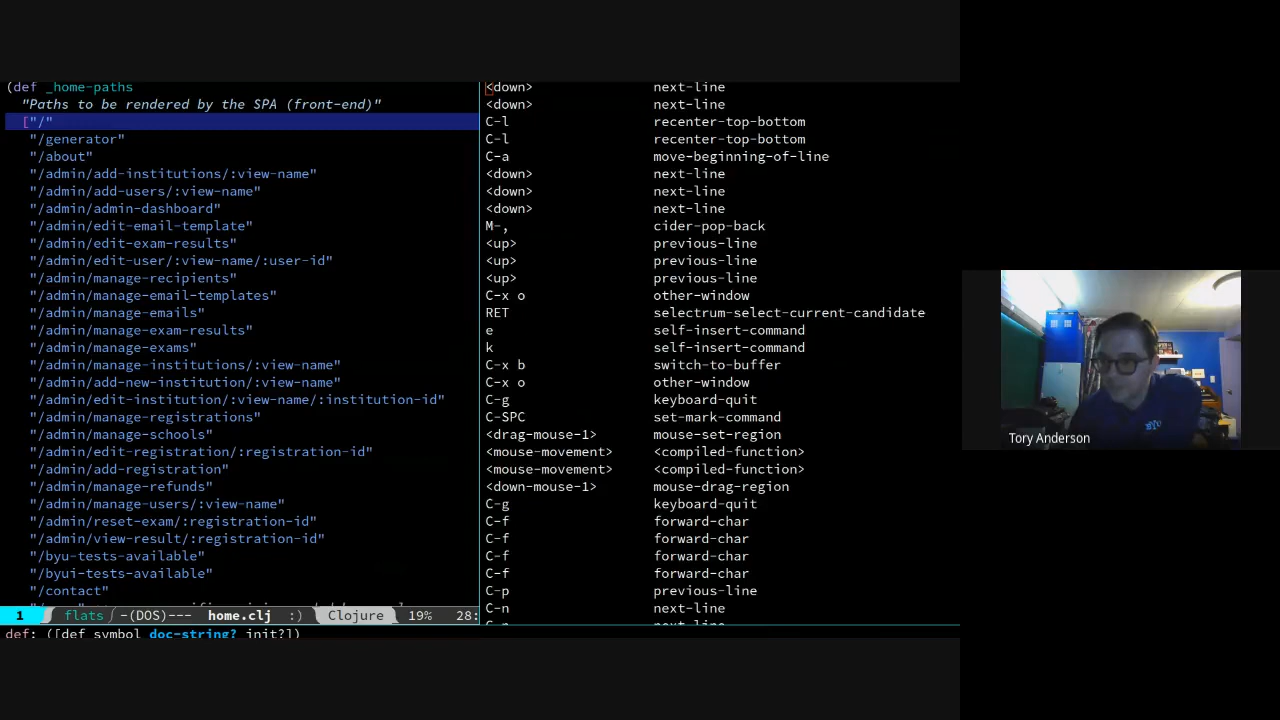 (def _home-paths
"Paths to be rendered by the SPA (front-end)"
["/"
"/generator"
"/about"
"/admin/add-institutions/:view-name"
"/admin/add-users/:view-name"
"/admin/admin-dashboard"
"/admin/edit-email-template"
"/admin/edit-exam-results"
"/admin/edit-user/:view-name/:user-id"
"/admin/manage-recipients"
"/admin/manage-email-templates"
"/admin/manage-emails"
"/admin/manage-exam-results"
"/admin/manage-exams"
"/admin/manage-institutions/:view-name"
"/admin/add-new-institution/:view-name"
"/admin/edit-institution/:view-name/:institution-id"
"/admin/manage-registrations"
"/admin/manage-schools"
"/admin/edit-registration/:registration-id"
"/admin/add-registration"
"/admin/manage-refunds"
"/admin/manage-users/:view-name"
"/admin/reset-exam/:registration-id"
"/admin/view-result/:registration-id"
"/byu-tests-available"
"/byui-tests-available"
"/contact"
1 flats -(DOS)--- home.clj :) Clojure 19% 28:
def: ([def symbol doc-string? init?])
<down> next-line
<down> next-line
C-l recenter-top-bottom
C-l recenter-top-bottom
C-a move-beginning-of-line
<down> next-line
<down> next-line
<down> next-line
M-, cider-pop-back
<up> previous-line
<up> previous-line
<up> previous-line
C-x o other-window
RET selectrum-select-current-candidate
e self-insert-command
k self-insert-command
C-x b switch-to-buffer
C-x o other-window
C-g keyboard-quit
C-SPC set-mark-command
<drag-mouse-1> mouse-set-region
<mouse-movement> <compiled-function>
<mouse-movement> <compiled-function>
<down-mouse-1> mouse-drag-region
C-g keyboard-quit
C-f forward-char
C-f forward-char
C-f forward-char
C-f forward-char
C-p previous-line
C-n next-line
C-n next-line
BYU
Tory Anderson